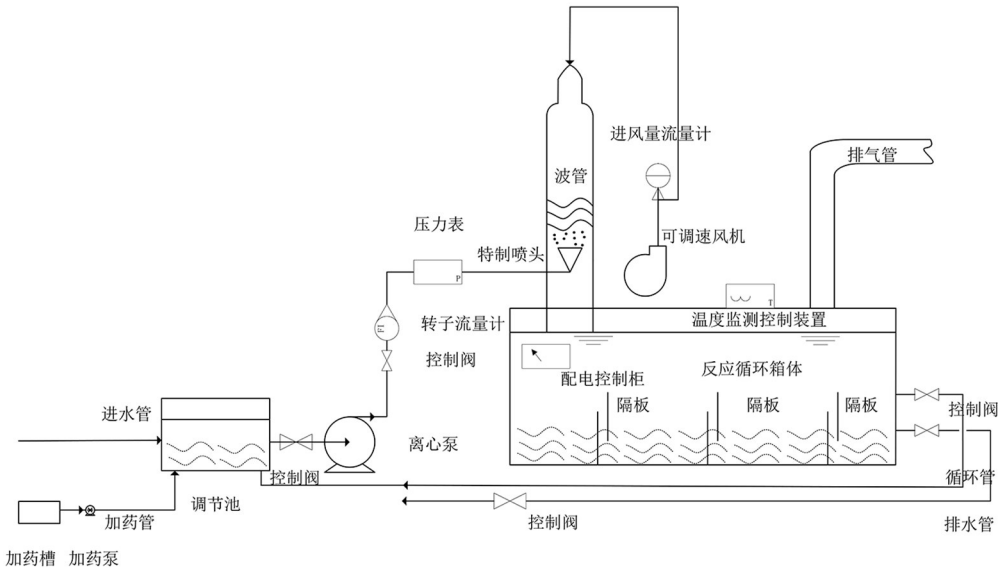 进风量流量计
排气管
波管
压力表
特制喷头
可调速风机
P
T
转子流量计
FI
温度监测控制装置
控制阀
配电控制柜
反应循环箱体
进水管
隔板
隔板
隔板
控制阀
离心泵
控制阀
循环管
调节池
加药管
控制阀
排水管
加药槽
加药泵